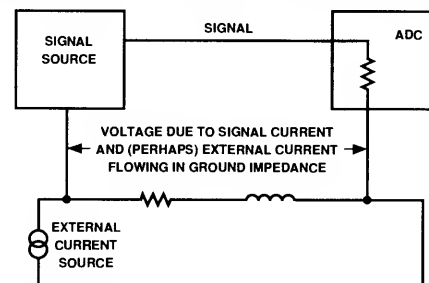 SIGNAL
ADC
SIGNAL
SOURCE
VOLTAGE DUE TO SIGNAL CURRENT
AND (PERHAPS) EXTERNAL CURRENT
FLOWING IN GROUND IMPEDANCE
EXTERNAL
CURRENT
SOURCE